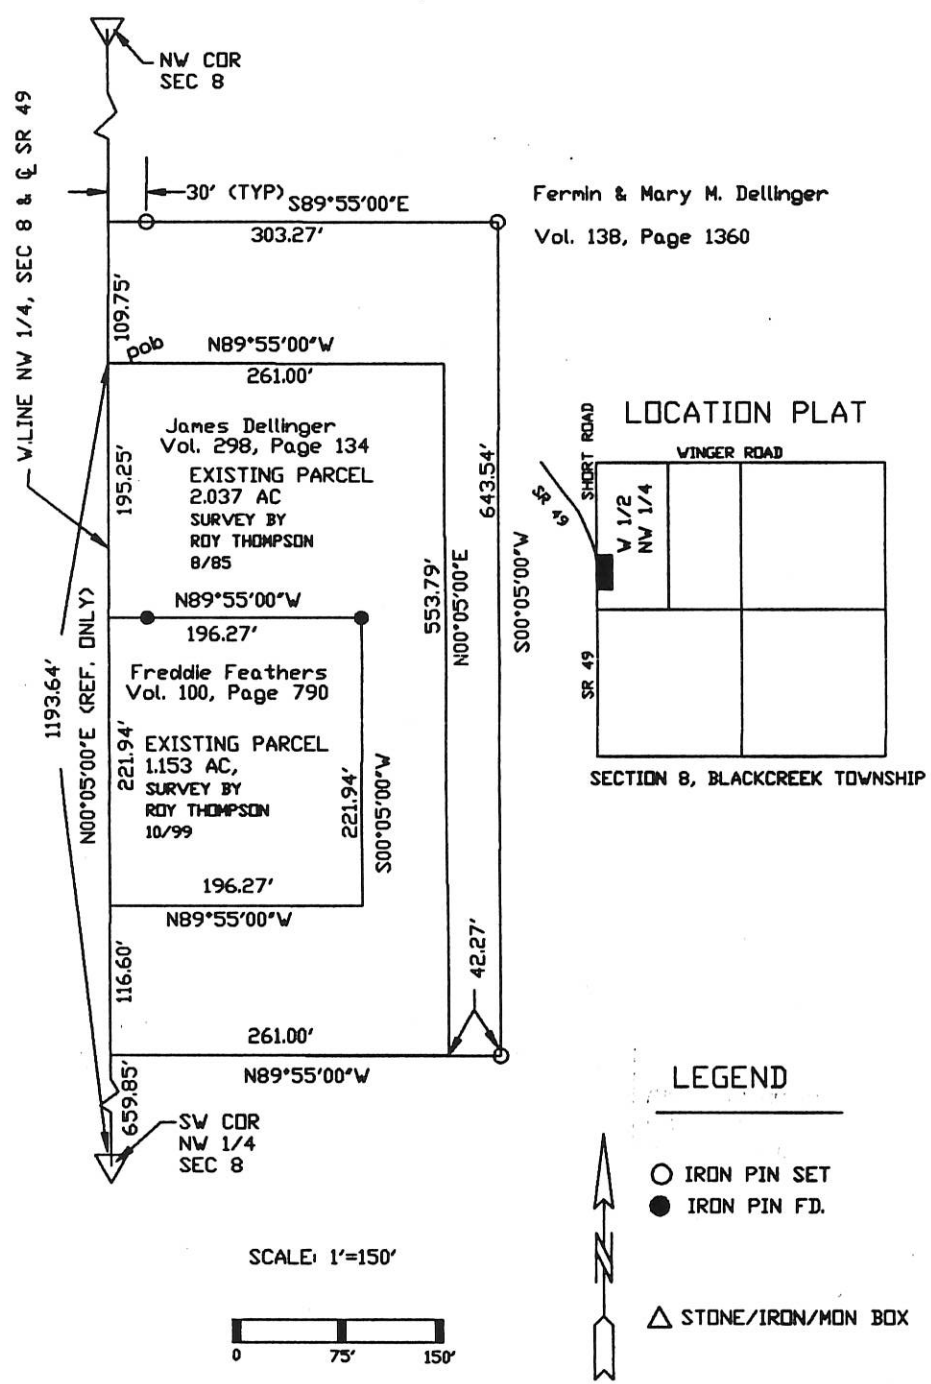 NW COR
SEC 8
W.LINE NW 1/4, SEC 8 & ℄ SR 49
30' (TYP)
S89°55'00"E
303.27'
Fermin & Mary M. Dellinger
Vol. 138, Page 1360
109.75'
pob
N89°55'00"W
261.00'
James Dellinger
Vol. 298, Page 134
EXISTING PARCEL
2.037 AC
SURVEY BY
ROY THOMPSON
8/85
195.25'
643.54'
S00°05'00"W
553.79'
N00°05'00"E
N89°55'00"W
196.27'
1193.64'
N00°05'00"E (REF. ONLY)
Freddie Feathers
Vol. 100, Page 790
EXISTING PARCEL
1.153 AC,
SURVEY BY
ROY THOMPSON
10/99
221.94'
221.94'
S00°05'00"W
196.27'
N89°55'00"W
116.60'
42.27'
261.00'
N89°55'00"W
659.85'
SW COR
NW 1/4
SEC 8
LOCATION PLAT
SHORT ROAD
WINGER ROAD
SR 49
W 1/2
NW 1/4
SR 49
SECTION 8, BLACKCREEK TOWNSHIP
LEGEND
IRON PIN SET
IRON PIN FD.
N
STONE/IRON/MON BOX
SCALE: 1'=150'
0 75' 150'